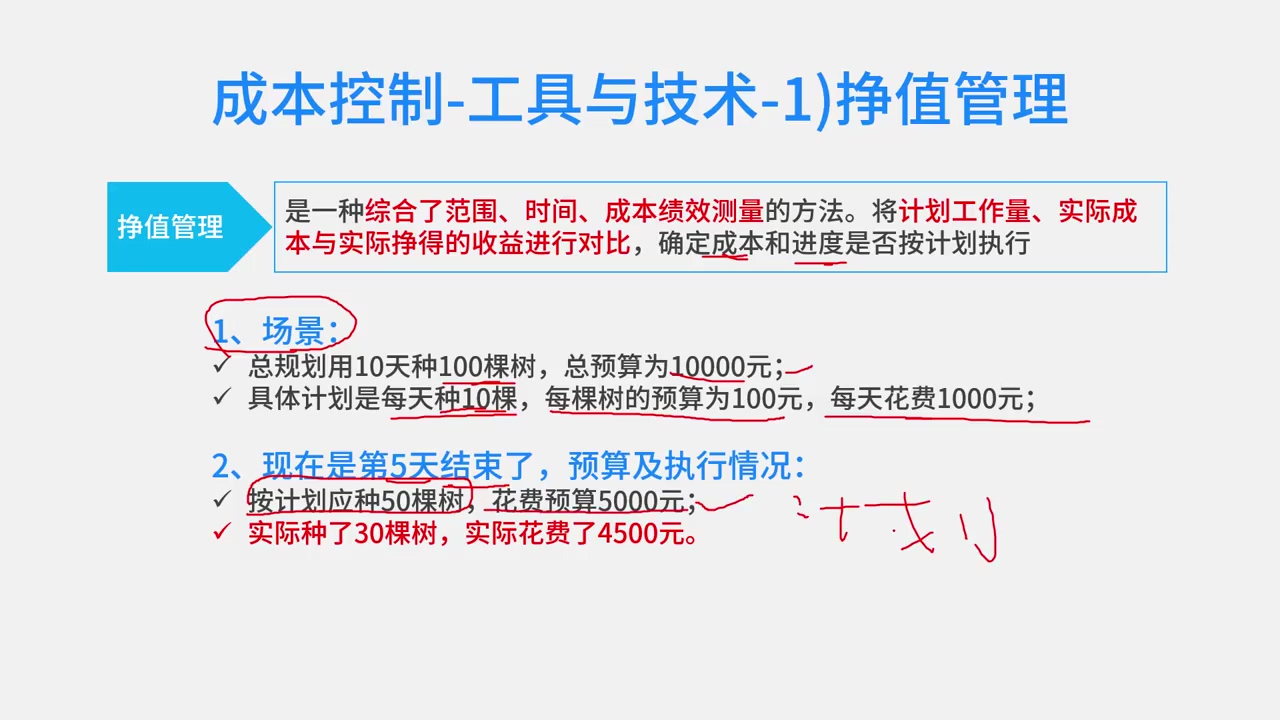 成本控制-工具与技术-1)挣值管理
挣值管理
是一种综合了范围、时间、成本绩效测量的方法。将计划工作量、实际成
本与实际挣得的收益进行对比，确定成本和进度是否按计划执行
1、场景：
✓ 总规划用10天种100棵树，总预算为10000元；
✓ 具体计划是每天种10棵，每棵树的预算为100元，每天花费1000元；
2、现在是第5天结束了，预算及执行情况：
✓ 按计划应种50棵树，花费预算5000元；
计划
✓ 实际种了30棵树，实际花费了4500元。